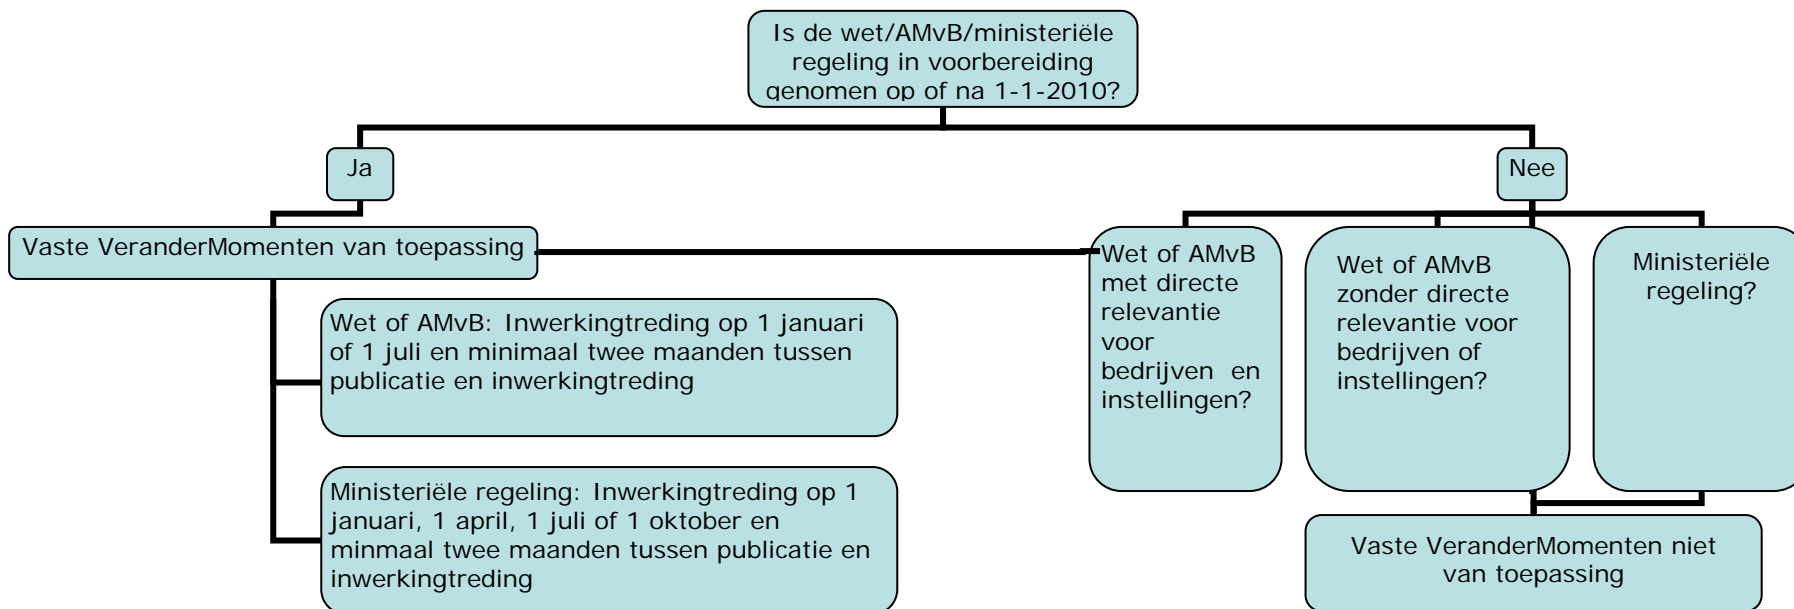 Is de wet/AMvB/ministeriële
regeling in voorbereiding
genomen op of na 1-1-2010?
Ja
Nee
Vaste VeranderMomenten van toepassing
Wet of AMvB: Inwerkingtreding op 1 januari
of 1 juli en minimaal twee maanden tussen
publicatie en inwerkingtreding
Ministeriële regeling: Inwerkingtreding op 1
januari, 1 april, 1 juli of 1 oktober en
minmaal twee maanden tussen publicatie en
inwerkingtreding
Wet of AMvB
met directe
relevantie
voor
bedrijven en
instellingen?
Wet of AMvB
zonder directe
relevantie voor
bedrijven of
instellingen?
Ministeriële
regeling?
Vaste VeranderMomenten niet
van toepassing